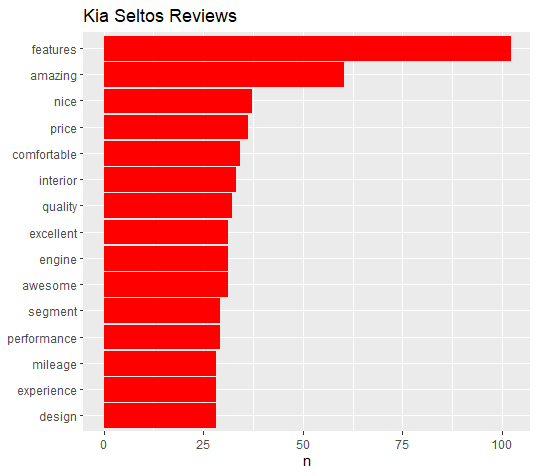 Kia Seltos Reviews
features
amazing
nice
price
comfortable
interior
quality
excellent
engine
awesome
segment
performance
mileage
experience
design
0 25 50 75 100
n